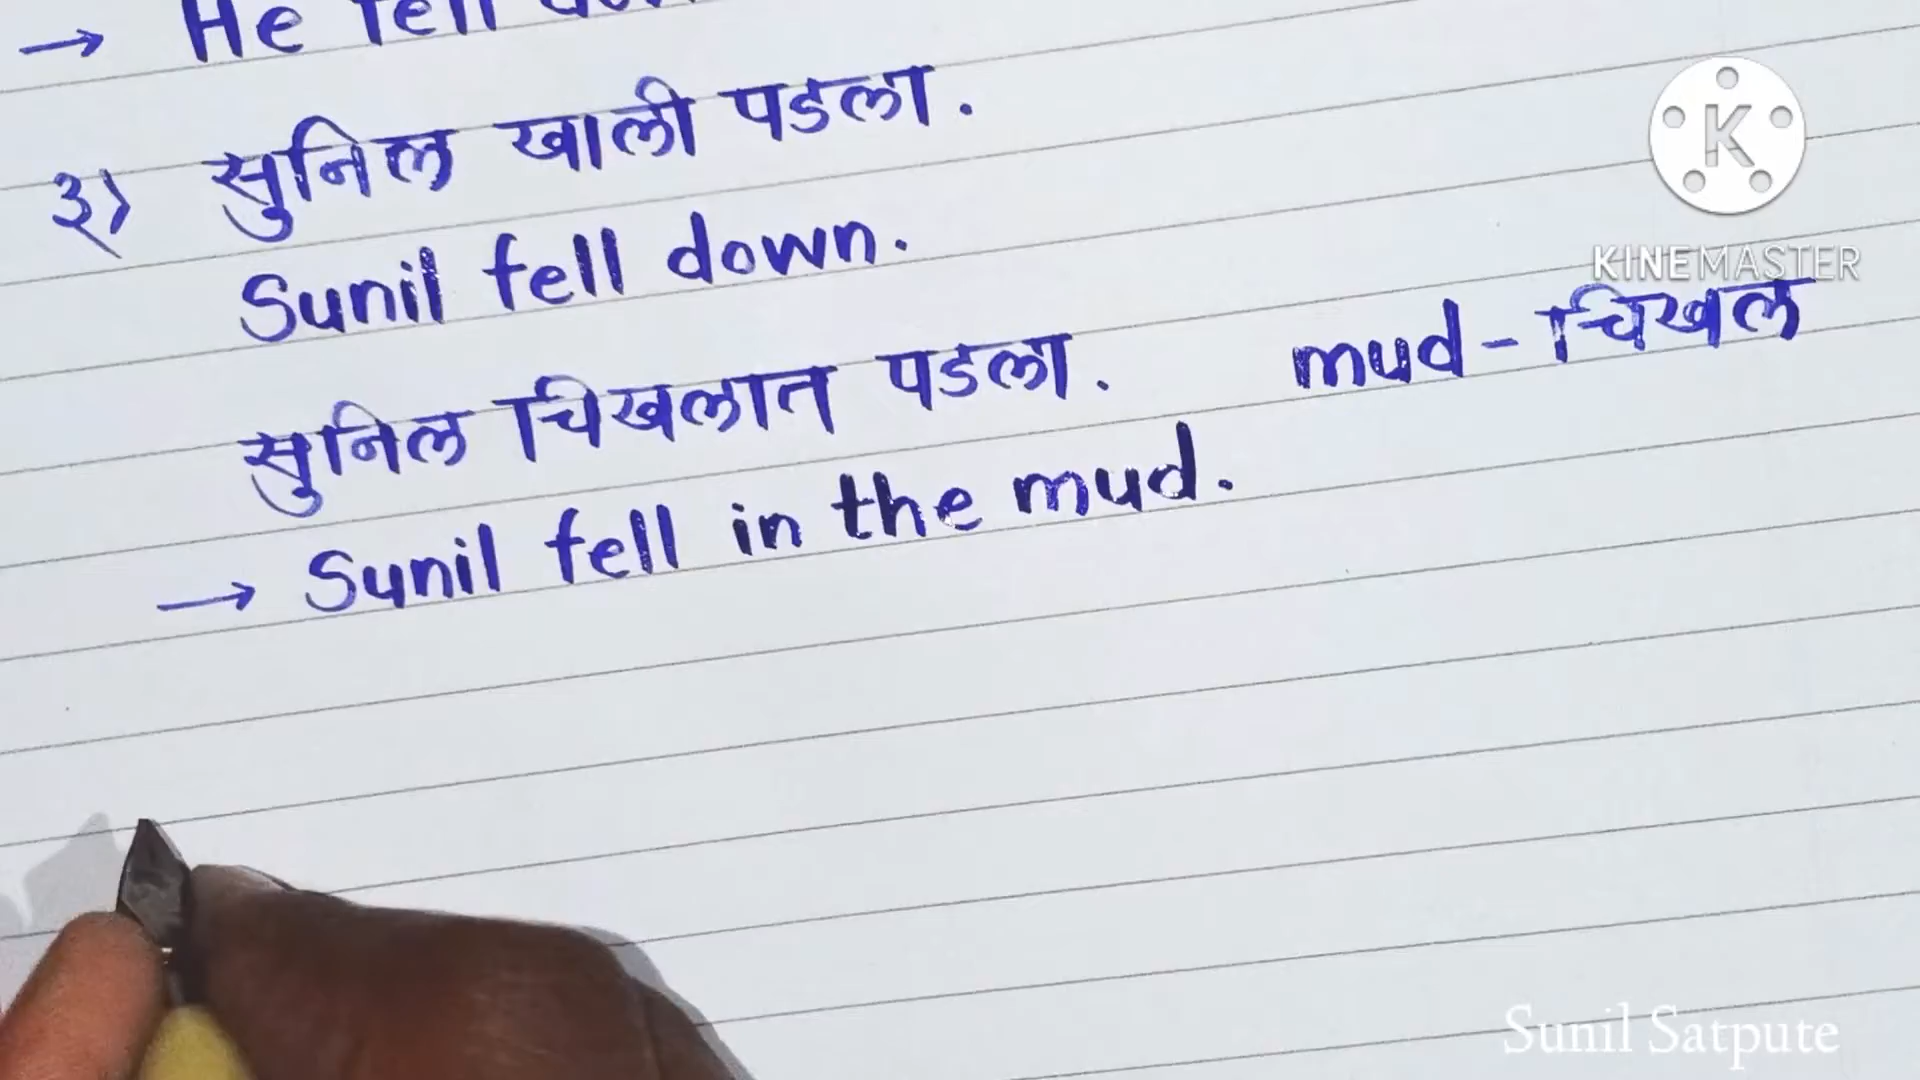 → He fell down
३) सुनिल खाली पडला.
Sunil fell down.
सुनिल चिखलात पडला. mud - चिखल
→ Sunil fell in the mud.
K
KINEMASTER
Sunil Satpute